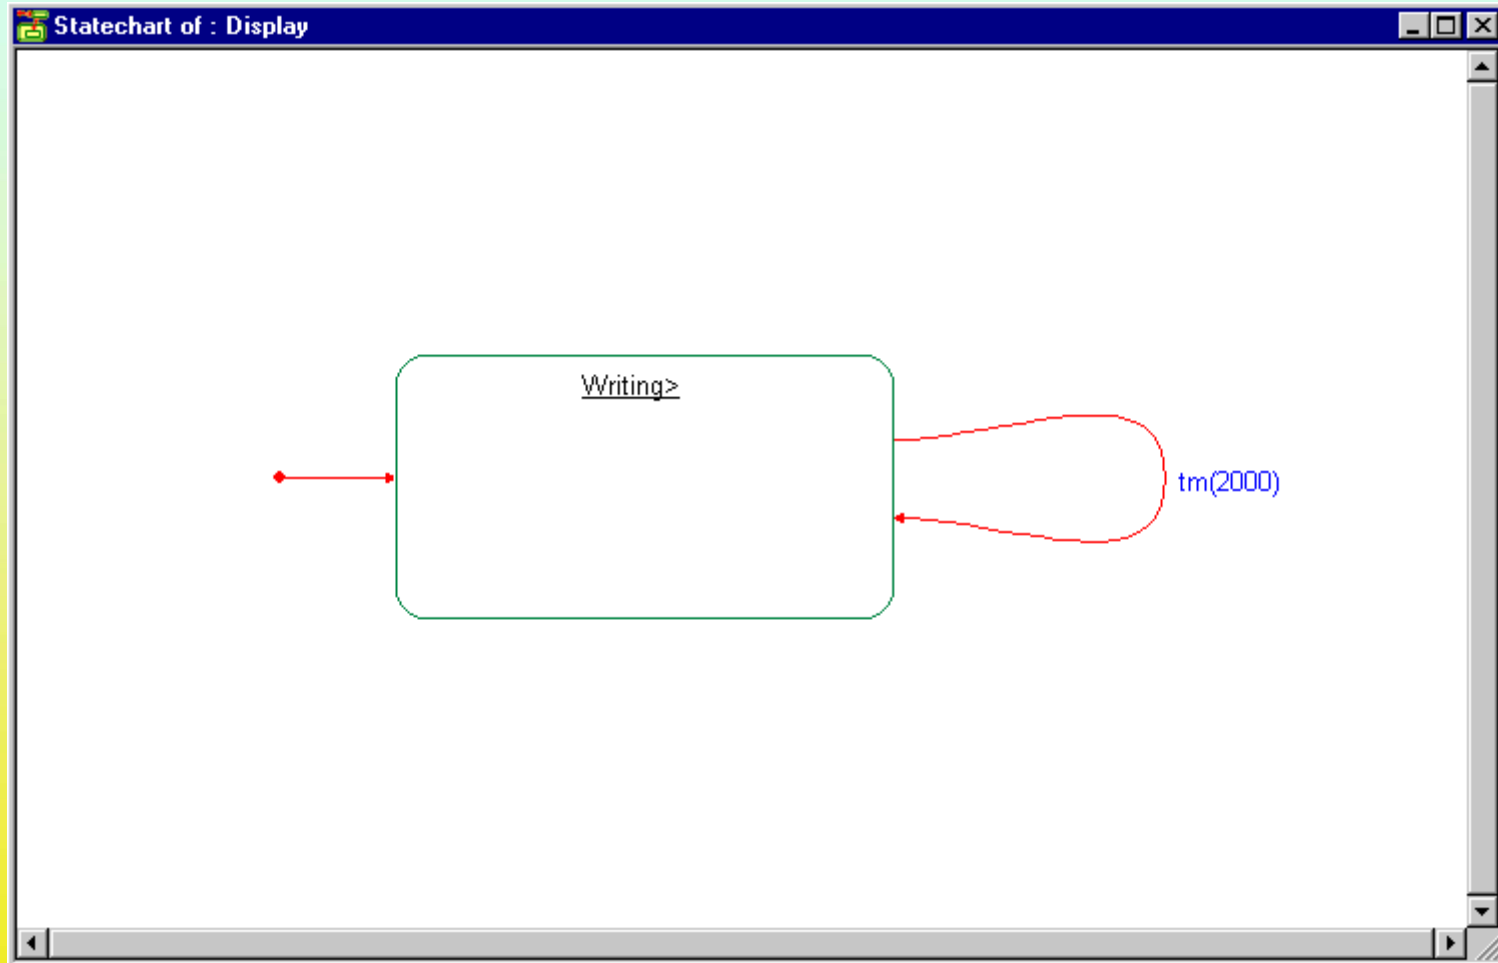 Statechart of : Display
Writing>
tm(2000)